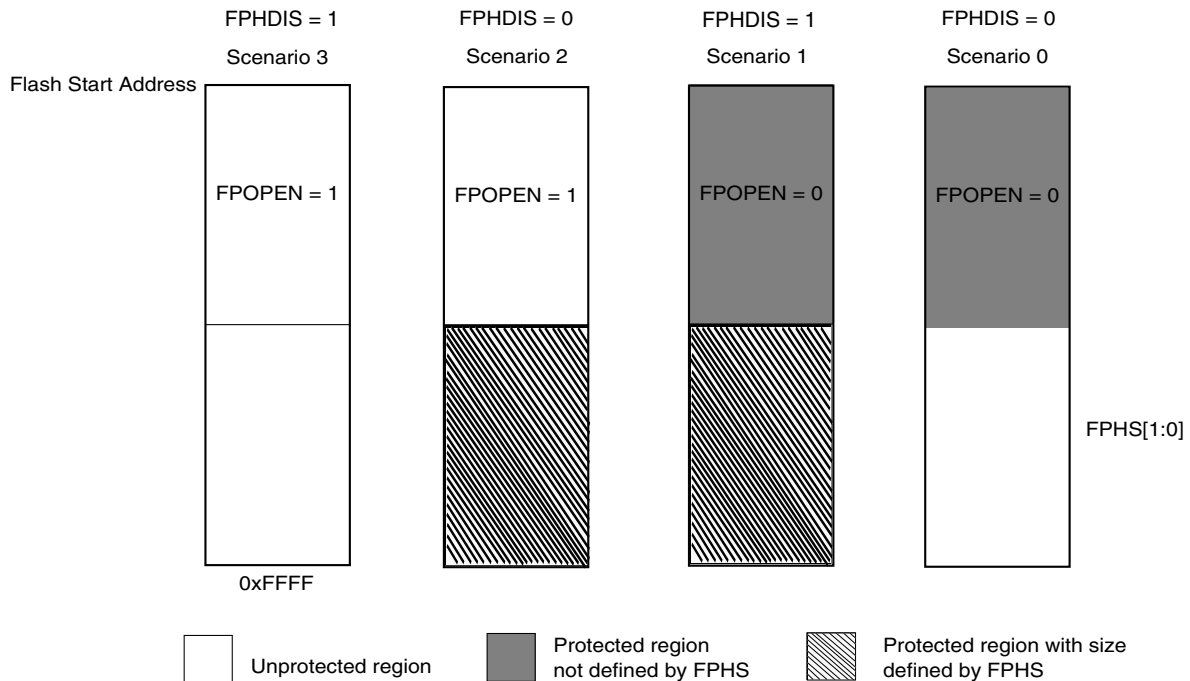 FPHDIS = 1
FPHDIS = 0
FPHDIS = 1
FPHDIS = 0
Scenario 3
Scenario 2
Scenario 1
Scenario 0
Flash Start Address
FPOPEN = 1
FPOPEN = 1
FPOPEN = 0
FPOPEN = 0
FPHS[1:0]
0xFFFF
Unprotected region
Protected region
not defined by FPHS
Protected region with size
defined by FPHS